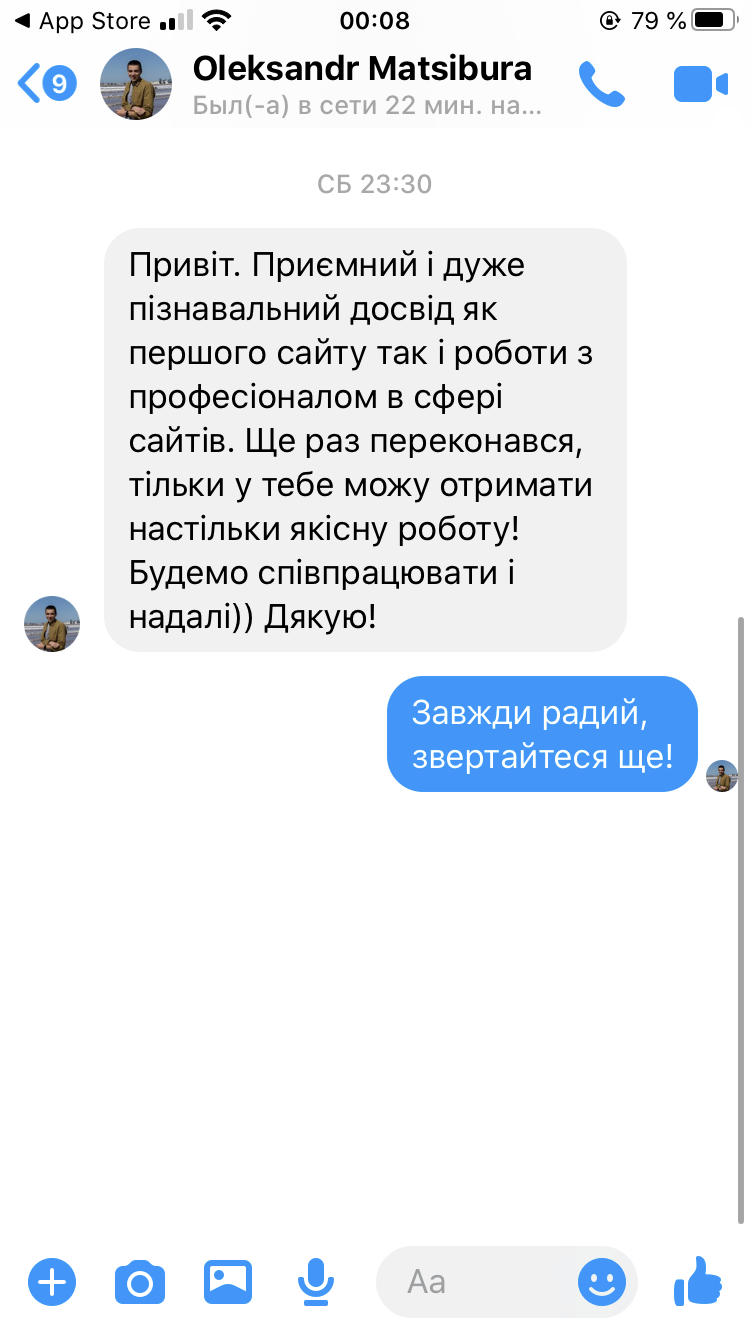 App Store 00:08 79 %
9
Oleksandr Matsibura
Был(-а) в сети 22 мин. на...
СБ 23:30
Привіт. Приємний і дуже
пізнавальний досвід як
першого сайту так і роботи з
професіоналом в сфері
сайтів. Ще раз переконався,
тільки у тебе можу отримати
настільки якісну роботу!
Будемо співпрацювати і
надалі)) Дякую!
Завжди радий,
звертайтеся ще!
Aa